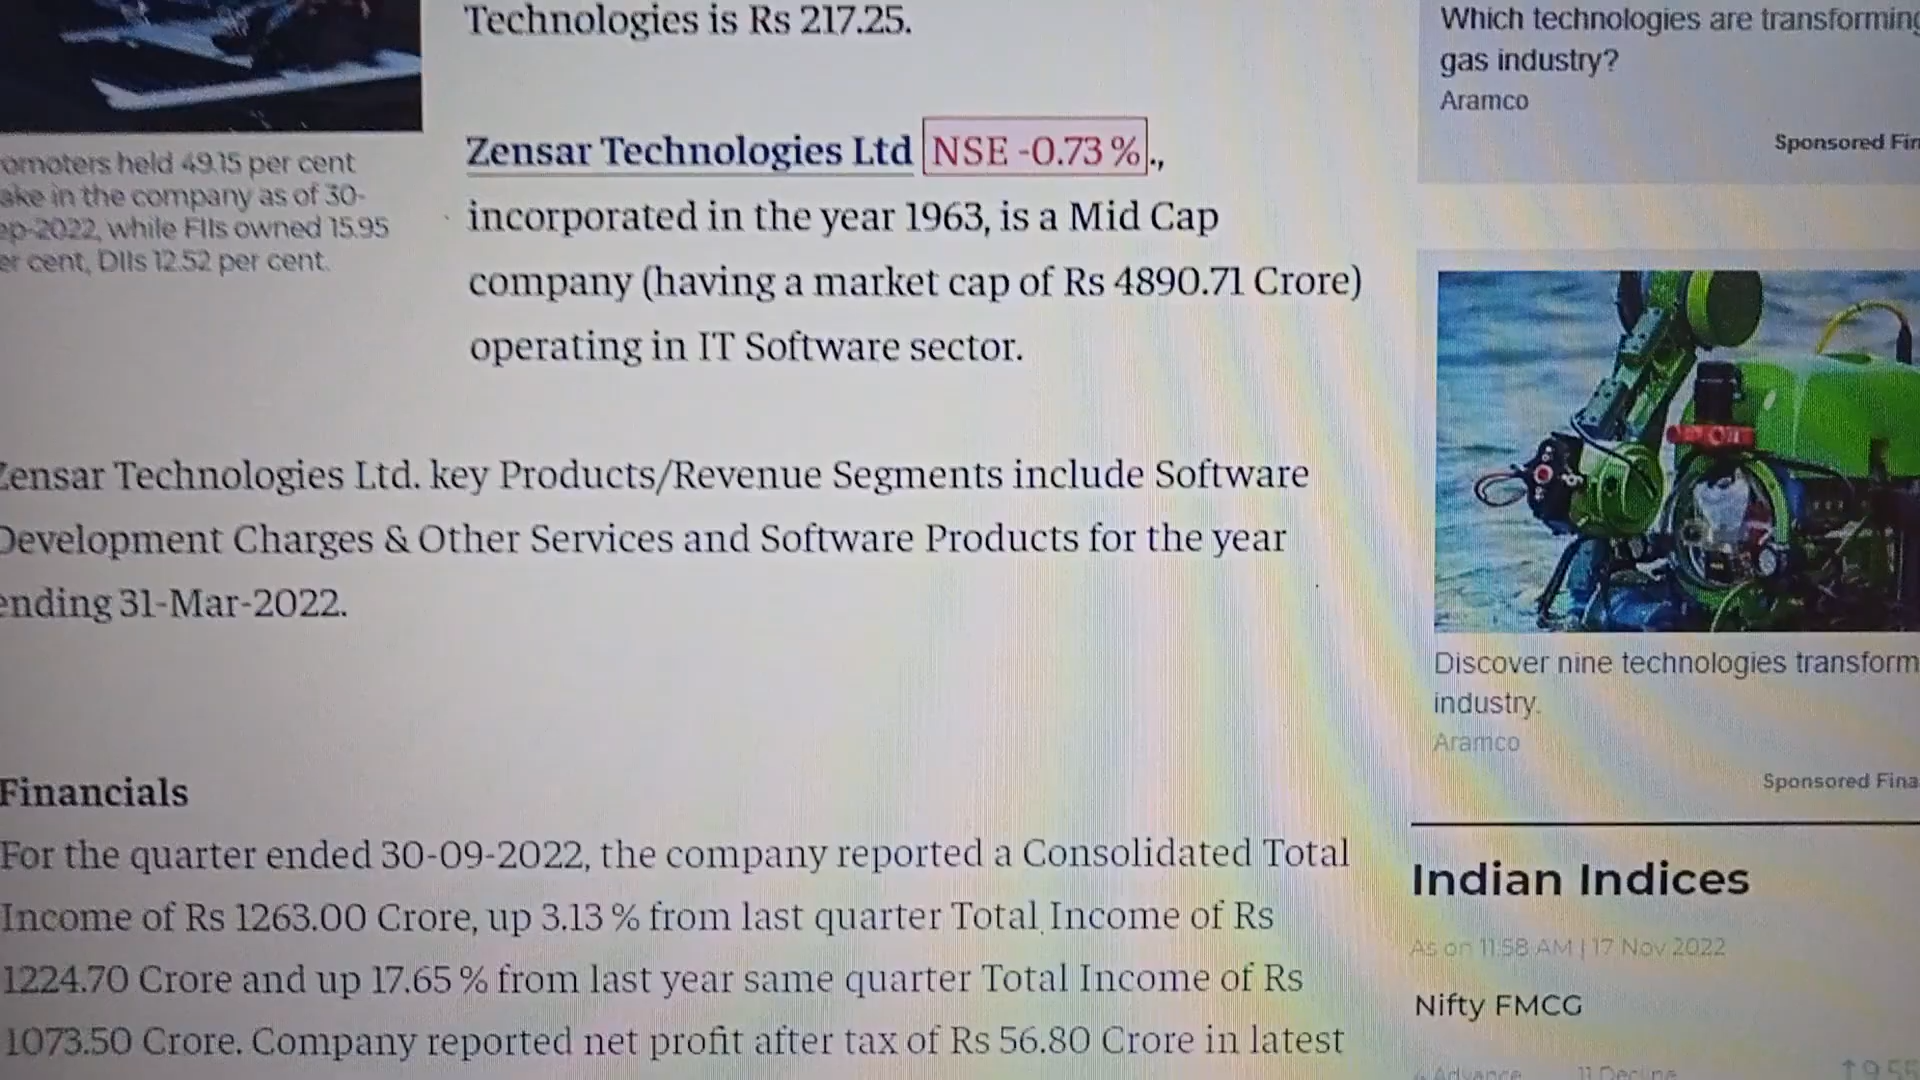 Technologies is Rs 217.25.
Zensar Technologies Ltd NSE -0.73 % .,
incorporated in the year 1963, is a Mid Cap
company (having a market cap of Rs 4890.71 Crore)
operating in IT Software sector.
omoters held 49.15 per cent
ake in the company as of 30-
ep-2022, while FIIs owned 15.95
er cent, DIIs 12.52 per cent.
Zensar Technologies Ltd. key Products/Revenue Segments include Software
Development Charges & Other Services and Software Products for the year
ending 31-Mar-2022.
Financials
For the quarter ended 30-09-2022, the company reported a Consolidated Total
Income of Rs 1263.00 Crore, up 3.13 % from last quarter Total Income of Rs
1224.70 Crore and up 17.65 % from last year same quarter Total Income of Rs
1073.50 Crore. Company reported net profit after tax of Rs 56.80 Crore in latest
Which technologies are transforming
gas industry?
Aramco
Sponsored Fin
Discover nine technologies transform
industry.
Aramco
Sponsored Fina
Indian Indices
As on 11:58 AM | 17 Nov 2022
Nifty FMCG
Advance 11 Decline